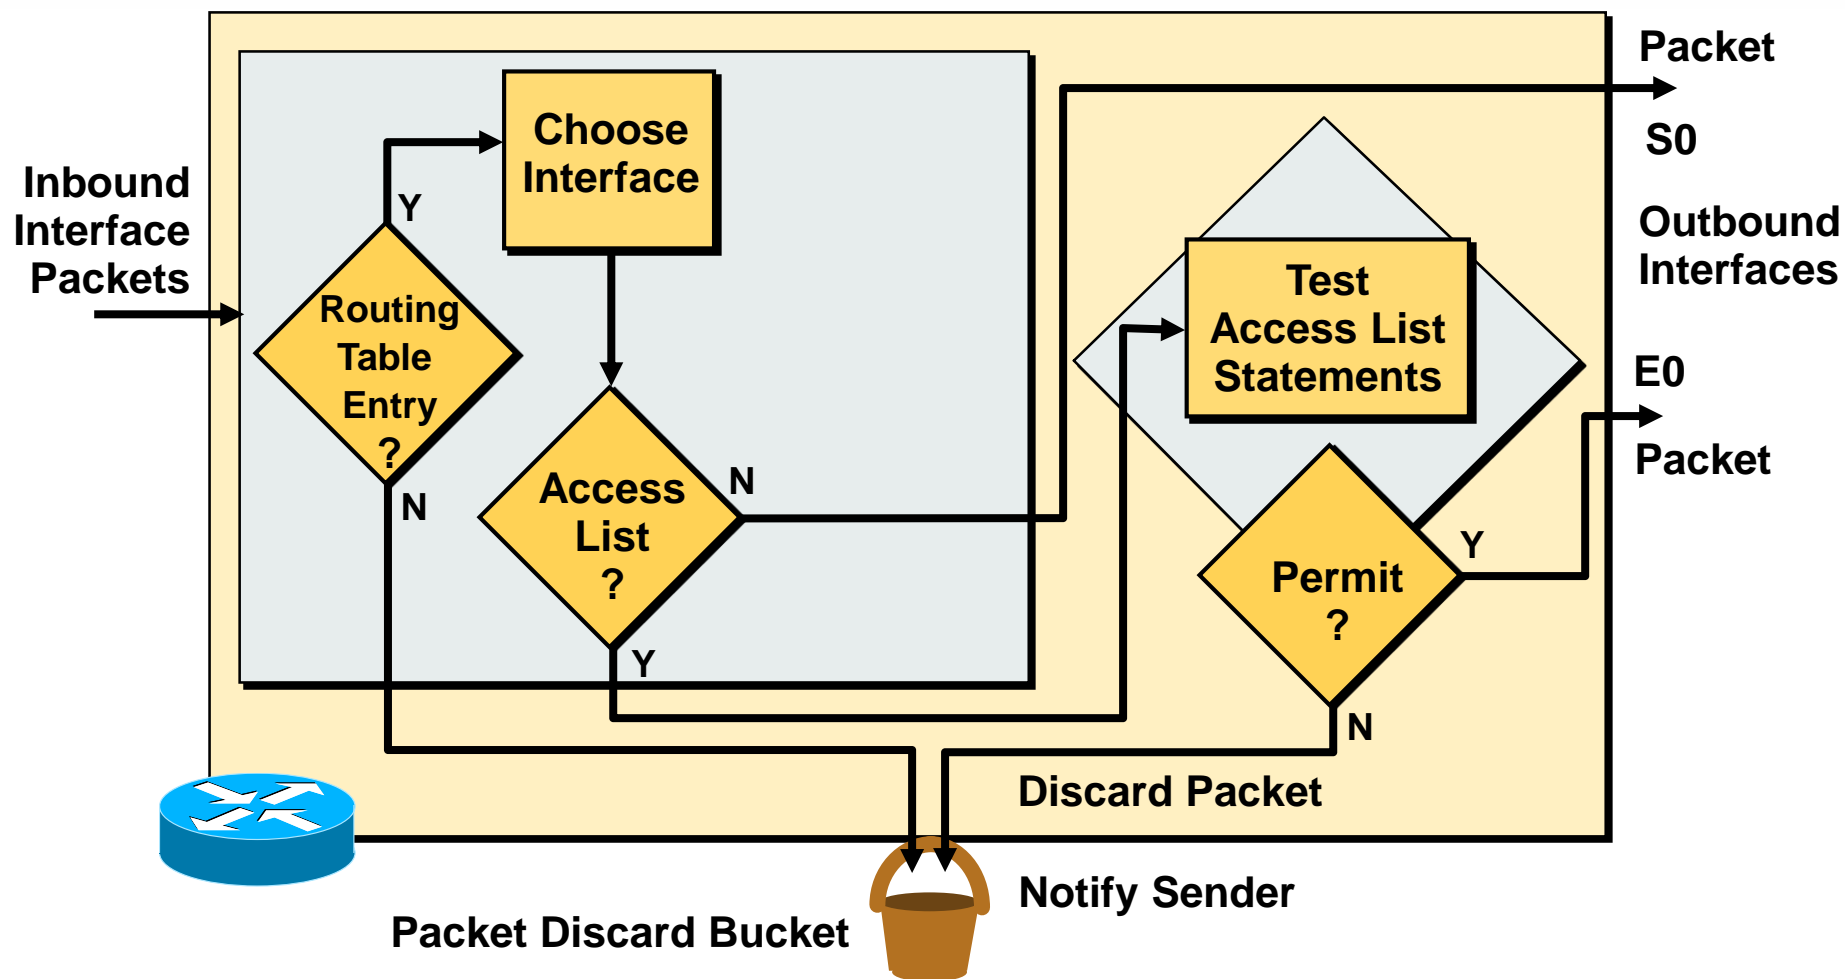 Inbound
Interface
Packets
Choose
Interface
Y
Routing
Table
Entry
?
N
Access
List
?
N
Y
Test
Access List
Statements
Permit
?
Y
N
Packet
S0
Outbound
Interfaces
E0
Packet
Discard Packet
Notify Sender
Packet Discard Bucket